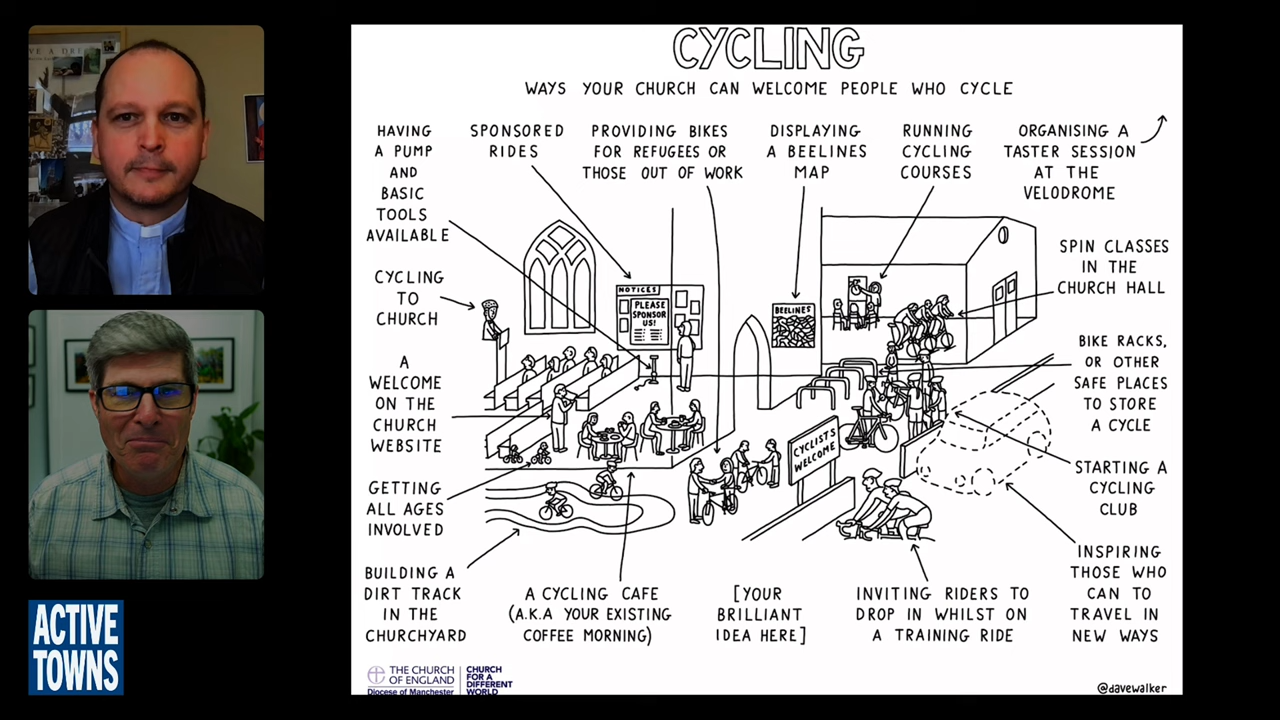 CYCLING
WAYS YOUR CHURCH CAN WELCOME PEOPLE WHO CYCLE
HAVING
A PUMP
AND
BASIC
TOOLS
AVAILABLE
SPONSORED
RIDES
PROVIDING BIKES
FOR REFUGEES OR
THOSE OUT OF WORK
DISPLAYING
A BEELINES
MAP
RUNNING
CYCLING
COURSES
ORGANISING A
TASTER SESSION
AT THE
VELODROME
CYCLING
TO
CHURCH
SPIN CLASSES
IN THE
CHURCH HALL
NOTICES
PLEASE
SPONSOR
US!
BEELINES
A
WELCOME
ON THE
CHURCH
WEBSITE
BIKE RACKS,
OR OTHER
SAFE PLACES
TO STORE
A CYCLE
CYCLISTS
WELCOME
GETTING
ALL AGES
INVOLVED
STARTING A
CYCLING
CLUB
BUILDING A
DIRT TRACK
IN THE
CHURCHYARD
A CYCLING CAFE
(A.K.A YOUR EXISTING
COFFEE MORNING)
[YOUR
BRILLIANT
IDEA HERE]
INVITING RIDERS TO
DROP IN WHILST ON
A TRAINING RIDE
INSPIRING
THOSE WHO
CAN TO
TRAVEL IN
NEW WAYS
THE CHURCH
OF ENGLAND
Diocese of Manchester
CHURCH
FOR A
DIFFERENT
WORLD
@davewalker
ACTIVE
TOWNS